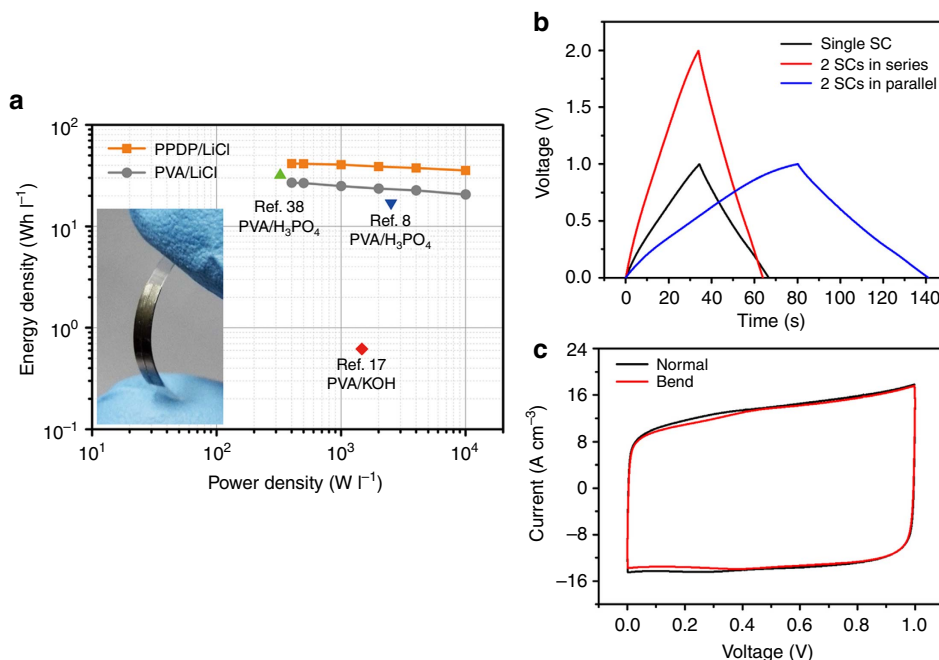 a
Energy density (Wh l⁻¹)
10²
10¹
10⁰
10⁻¹
PPDP/LiCl
PVA/LiCl
Ref. 38
PVA/H₃PO₄
Ref. 8
PVA/H₃PO₄
Ref. 17
PVA/KOH
10¹ 10² 10³ 10⁴
Power density (W l⁻¹)
b
Voltage (V)
2.0
1.5
1.0
0.5
0.0
Single SC
2 SCs in series
2 SCs in parallel
0 20 40 60 80 100 120 140
Time (s)
c
Current (A cm⁻³)
24
16
8
0
−8
−16
Normal
Bend
0.0 0.2 0.4 0.6 0.8 1.0
Voltage (V)